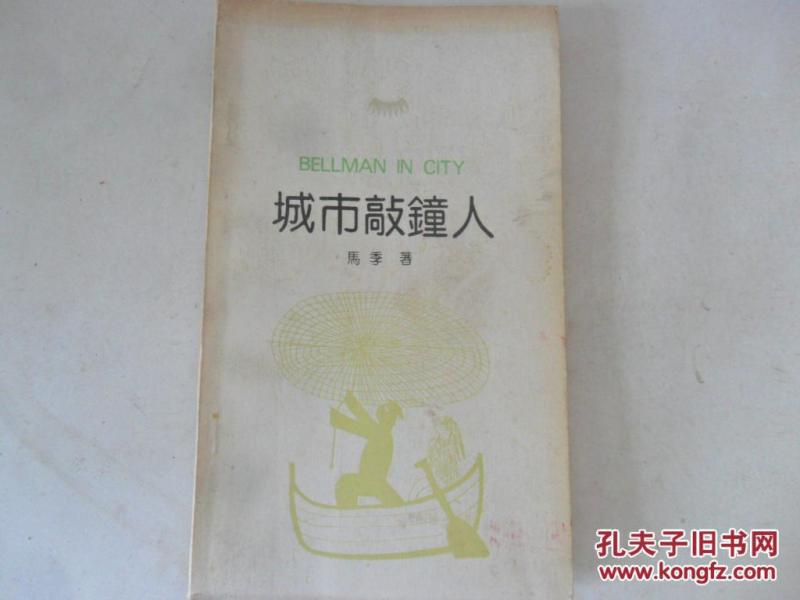 BELLMAN IN CITY
城市敲鐘人
馬季 著
孔夫子旧书网
www.kongfz.com